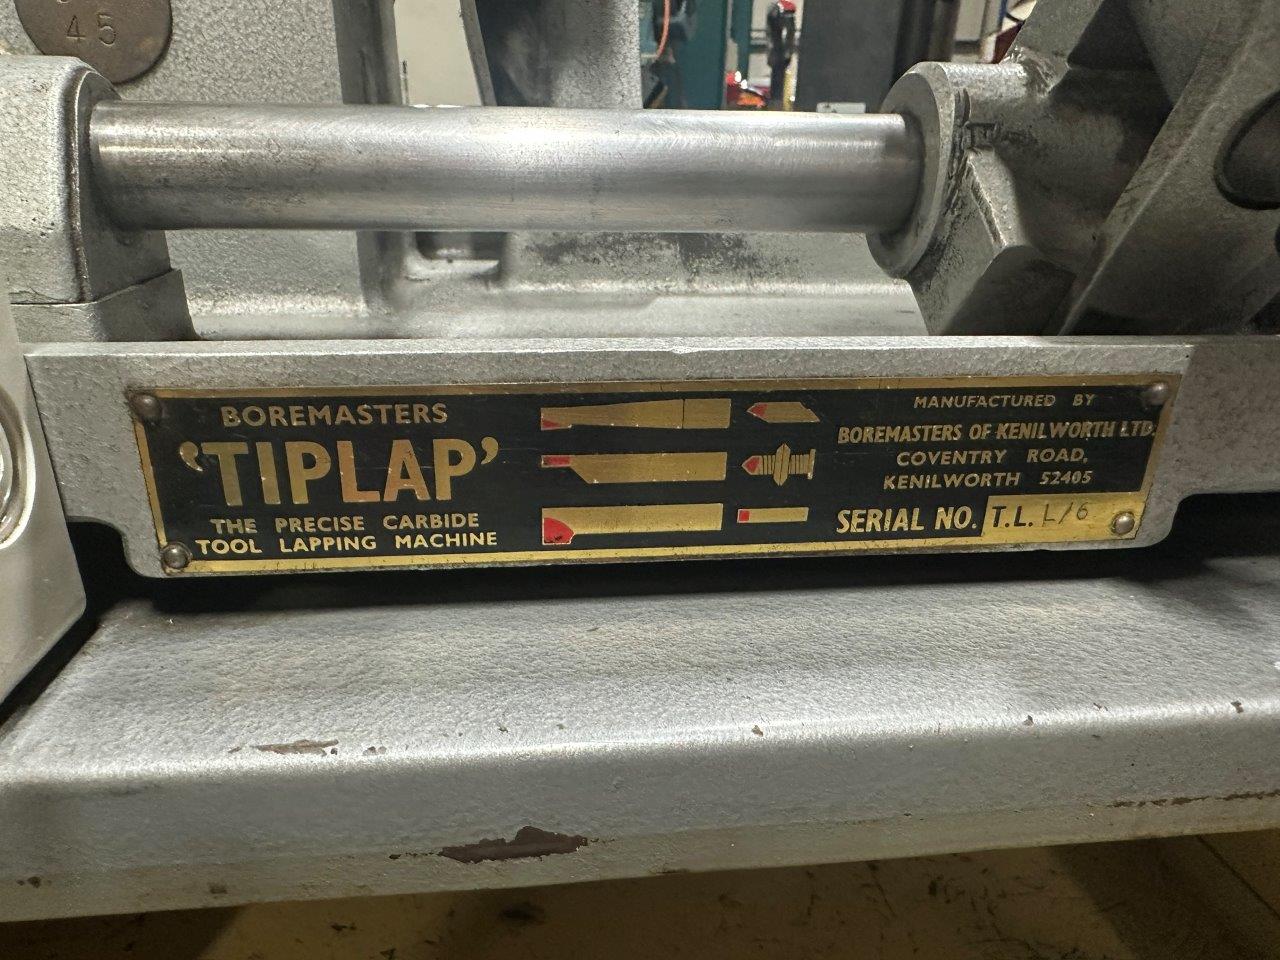 45
BOREMASTERS
'TIPLAP'
THE PRECISE CARBIDE
TOOL LAPPING MACHINE
MANUFACTURED BY
BOREMASTERS OF KENILWORTH LTD
COVENTRY ROAD,
KENILWORTH 52405
SERIAL NO. T.L. L/6